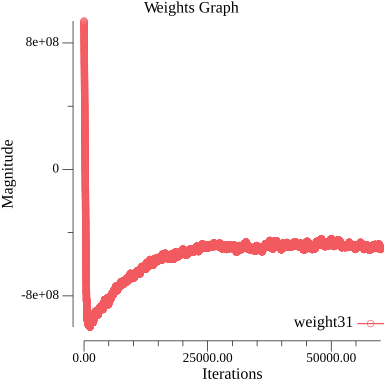 Weights Graph
8e+08
0
-8e+08
Magnitude
weight31
0.00
25000.00
50000.00
Iterations